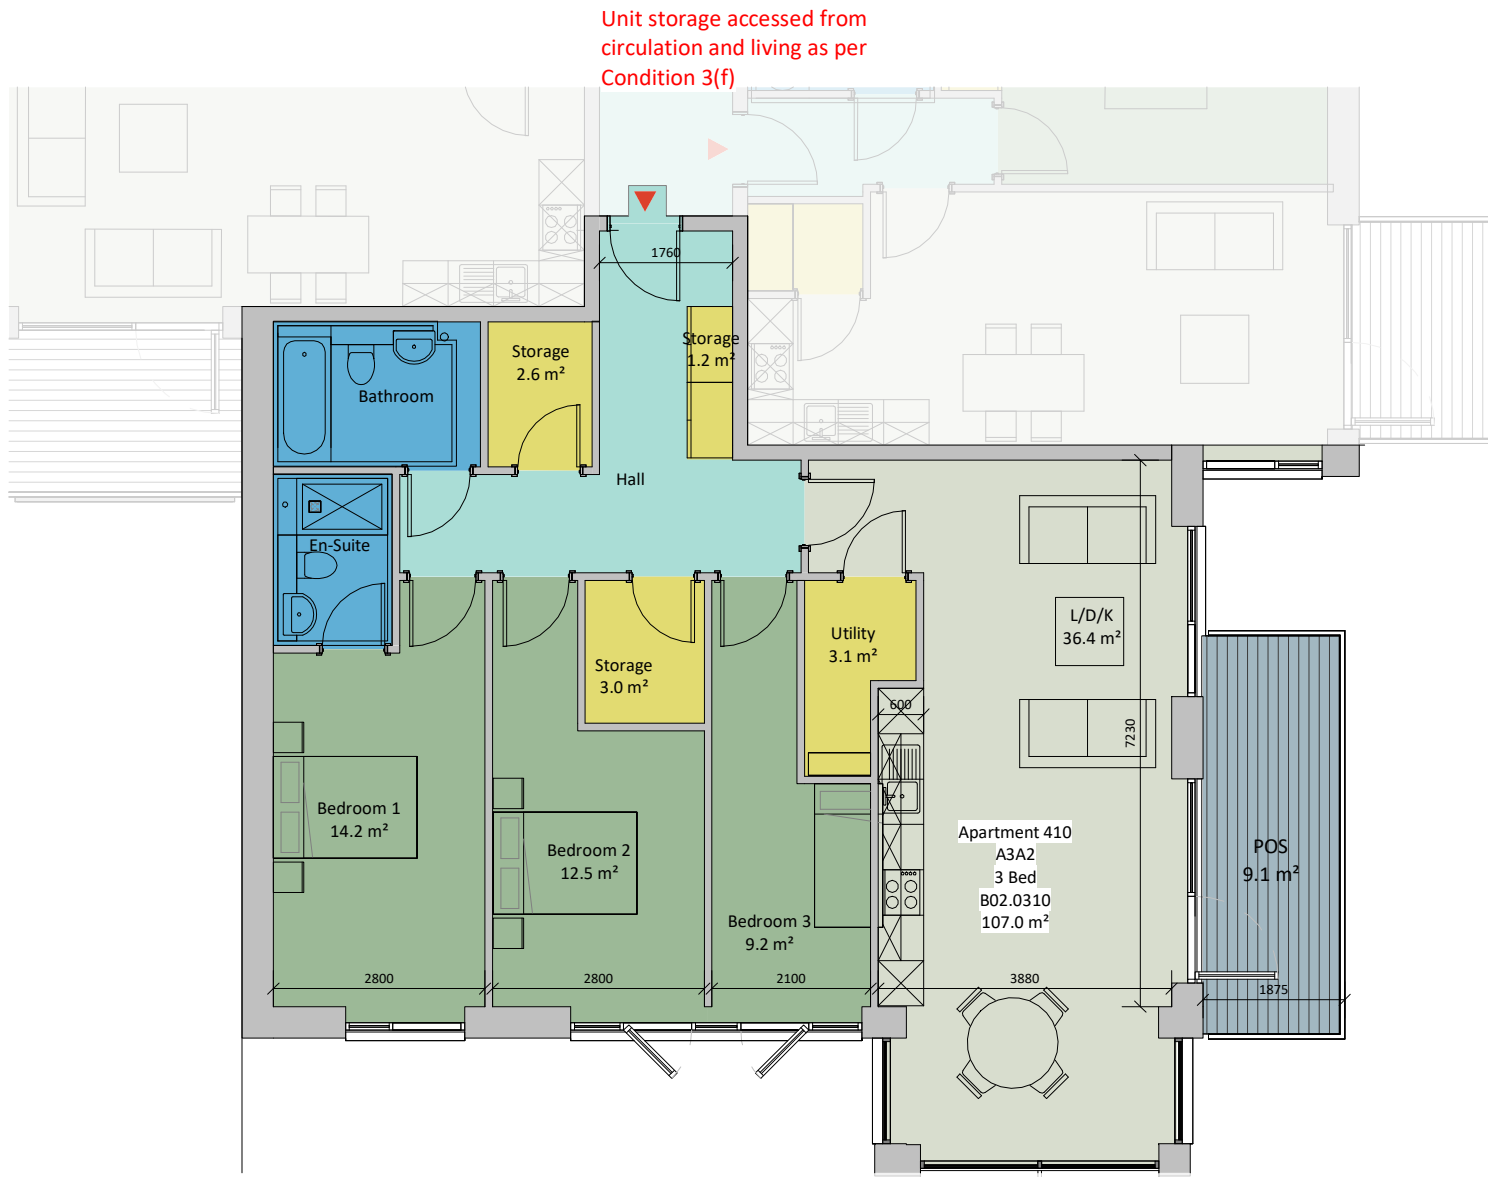 Unit storage accessed from
circulation and living as per
Condition 3(f)
1760
Storage
1.2 m²
Storage
2.6 m²
Bathroom
Hall
En-Suite
L/D/K
36.4 m²
Utility
3.1 m²
Storage
3.0 m²
600
7230
Bedroom 1
14.2 m²
Bedroom 2
12.5 m²
Bedroom 3
9.2 m²
Apartment 410
A3A2
3 Bed
B02.0310
107.0 m²
POS
9.1 m²
2800
2800
2100
3880
1875